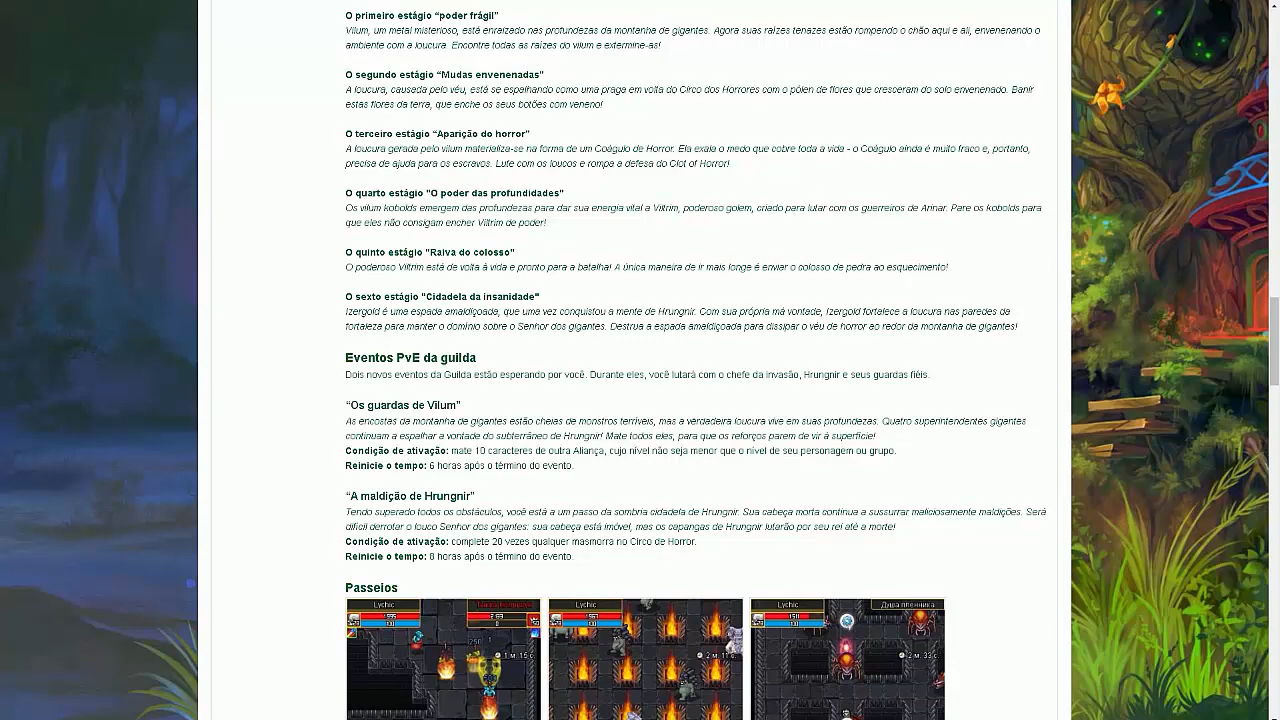 O primeiro estágio “poder frágil”
Vilum, um metal misterioso, está enraizado nas profundezas da montanha de gigantes. Agora suas raízes tenazes estão rompendo o chão aqui e ali, envenenando o
ambiente com a loucura. Encontre todas as raízes do vilum e extermine-as!
O segundo estágio “Mudas envenenadas”
A loucura, causada pelo véu, está se espalhando como uma praga em volta do Circo dos Horrores com o pólen de flores que cresceram do solo envenenado. Banir
estas flores da terra, que enche os seus botões com veneno!
O terceiro estágio “Aparição do horror”
A loucura gerada pelo vilum materializa-se na forma de um Coágulo de Horror. Ela exala o medo que cobre toda a vida - o Coágulo ainda é muito fraco e, portanto,
precisa de ajuda para os escravos. Lute com os loucos e rompa a defesa do Clot of Horror!
O quarto estágio "O poder das profundidades"
Os vilum kobolds emergem das profundezas para dar sua energia vital a Viltrim, poderoso golem, criado para lutar com os guerreiros de Arinar. Pare os kobolds para
que eles não consigam encher Viltrim de poder!
O quinto estágio "Raiva do colosso"
O poderoso Viltrim está de volta à vida e pronto para a batalha! A única maneira de ir mais longe é enviar o colosso de pedra ao esquecimento!
O sexto estágio "Cidadela da insanidade"
Izergold é uma espada amaldiçoada, que uma vez conquistou a mente de Hrungnir. Com sua própria má vontade, Izergold fortalece a loucura nas paredes da
fortaleza para manter o domínio sobre o Senhor dos gigantes. Destrua a espada amaldiçoada para dissipar o véu de horror ao redor da montanha de gigantes!
Eventos PvE da guilda
Dois novos eventos da Guilda estão esperando por você. Durante eles, você lutará com o chefe da invasão, Hrungnir e seus guardas fiéis.
“Os guardas de Vilum”
As encostas da montanha de gigantes estão cheias de monstros terríveis, mas a verdadeira loucura vive em suas profundezas. Quatro superintendentes gigantes
continuam a espalhar a vontade do subterrâneo de Hrungnir! Mate todos eles, para que os reforços parem de vir à superfície!
Condição de ativação: mate 10 caracteres de outra Aliança, cujo nível não seja menor que o nível de seu personagem ou grupo.
Reinicie o tempo: 6 horas após o término do evento.
“A maldição de Hrungnir”
Tendo superado todos os obstáculos, você está a um passo da sombria cidadela de Hrungnir. Sua cabeça morta continua a sussurrar maliciosamente maldições. Será
difícil derrotar o louco Senhor dos gigantes: sua cabeça está imóvel, mas os capangas de Hrungnir lutarão por seu rei até a morte!
Condição de ativação: complete 20 vezes qualquer masmorra no Circo de Horror.
Reinicie o tempo: 8 horas após o término do evento.
Passeios
Lychic
Lychic
Lychic
Душа пленника
1 м. 15 с
2 м. 11 с.
2 м. 33 с